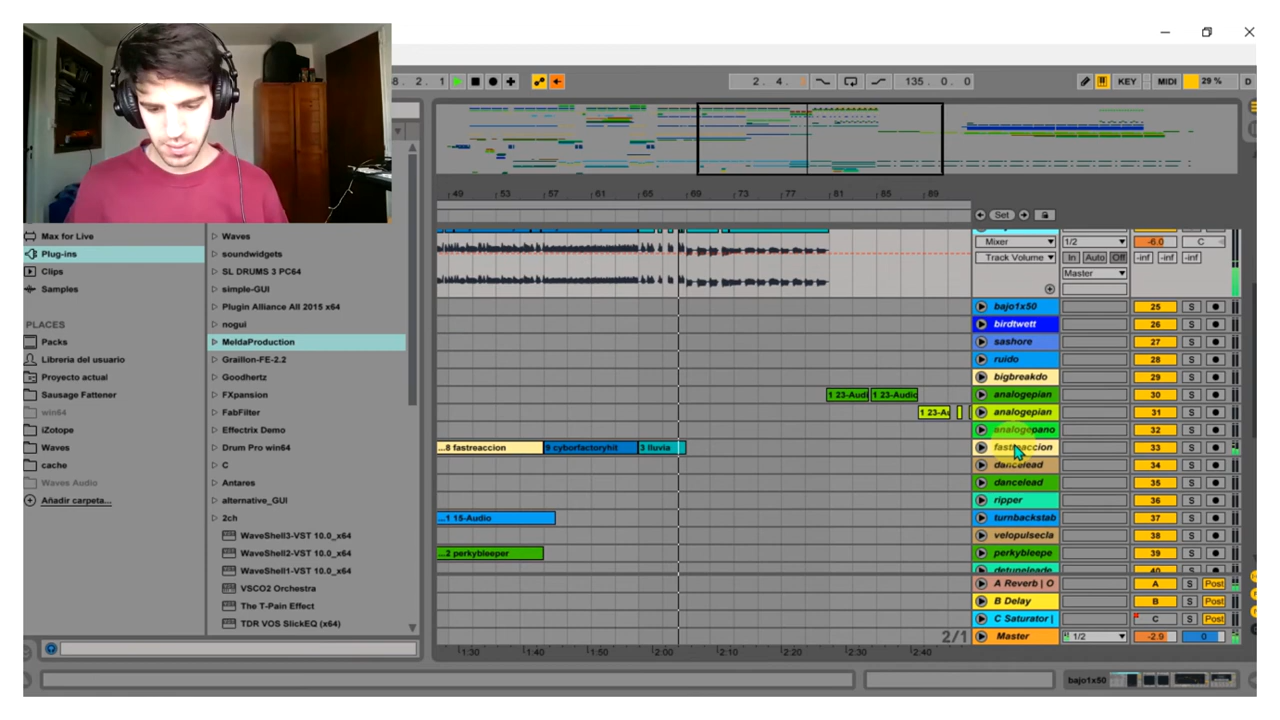 8. 2. 1
2. 4.
135. 0. 0
KEY
MIDI
29 %
D
49 53 57 61 65 69 73 77 81 85 89
Set
Max for Live
Plug-ins
Clips
Samples
PLACES
Packs
Libreria del usuario
Proyecto actual
Sausage Fattener
win64
iZotope
Waves
cache
Waves Audio
Añadir carpeta...
Waves
soundwidgets
SL DRUMS 3 PC64
simple-GUI
Plugin Alliance All 2015 x64
nogui
MeldaProduction
Graillon-FE-2.2
Goodhertz
FXpansion
FabFilter
Effectrix Demo
Drum Pro win64
C
Antares
alternative_GUI
2ch
WaveShell3-VST 10.0_x64
WaveShell2-VST 10.0_x64
WaveShell1-VST 10.0_x64
VSCO2 Orchestra
The T-Pain Effect
TDR VOS SlickEQ (x64)
Mixer 1/2 -6.0 C
Track Volume In Auto Off -inf -inf -inf
Master
bajo1x50 25 S
birdtwett 26 S
sashore 27 S
ruido 28 S
bigbreakdo 29 S
1 23-Audi 1 23-Audio analogepian 30 S
1 23-Au analogepian 31 S
analogepano 32 S
...8 fastreaccion 9 cyborfactoryhit 3 lluvia fastreaccion 33 S
dancelead 34 S
dancelead 35 S
ripper 36 S
...1 15-Audio turnbackstab 37 S
velopulsecla 38 S
...2 perkybleeper perkybleepe 39 S
detuneleade 40 S
A Reverb | O A S Post
B Delay B S Post
C Saturator | C S Post
2/1 Master 1/2 -2.9 0
1:30 1:40 1:50 2:00 2:10 2:20 2:30 2:40
bajo1x50